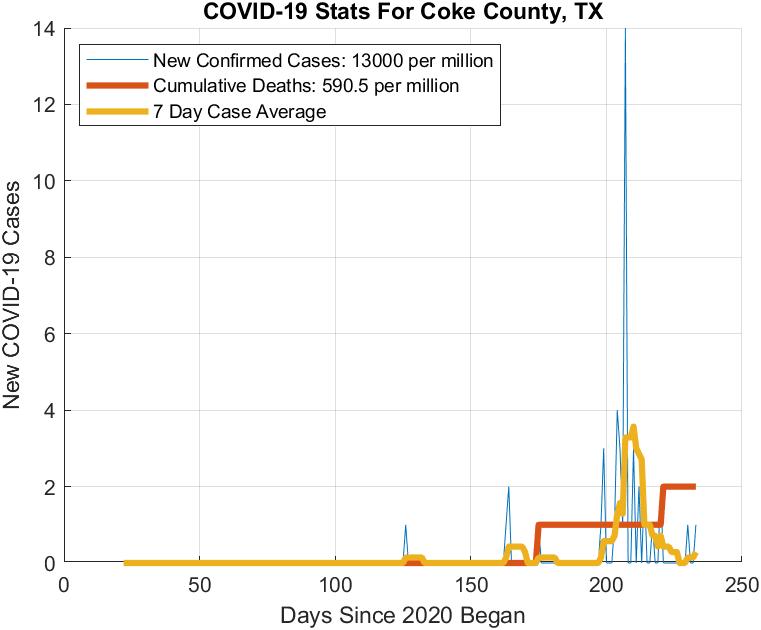 COVID-19 Stats For Coke County, TX
14
12
10
8
6
4
2
0
New COVID-19 Cases
New Confirmed Cases: 13000 per million
Cumulative Deaths: 590.5 per million
7 Day Case Average
0 50 100 150 200 250
Days Since 2020 Began